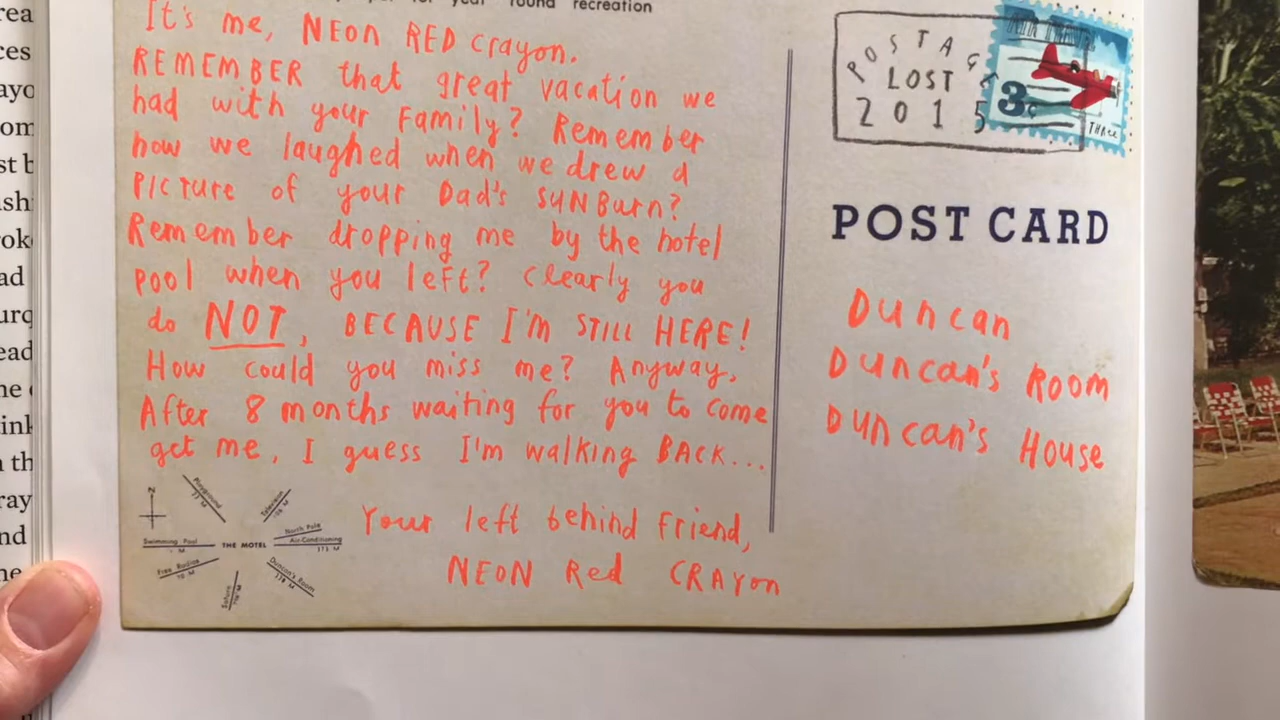 year round recreation
It's me, NEON RED crayon.
REMEMBER that great vacation we
had with your Family? Remember
how we laughed when we drew a
PICTURE of your Dad's SUNBurn?
Remember dropping me by the hotel
pool when you left? Clearly you
do NOT, BECAUSE I'M STILL HERE!
How could you miss me? Anyway,
After 8 months waiting for you to come
get me, I guess I'm walking BACK...
Your left behind Friend,
NEON Red CRAYon
N
Playground
Television
North Pole
Swimming Pool
THE MOTEL
Air-Conditioning
Free Radios
Duncan's Room
POSTAGE
LOST
2015
3c
THREE
POST CARD
Duncan
Duncan's Room
Duncan's House